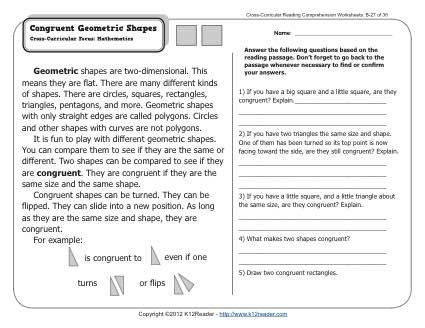 Cross-Curricular Reading Comprehension Worksheets: B-27 of 36
Congruent Geometric Shapes
Cross-Curricular Focus: Mathematics
Name:
Answer the following questions based on the
reading passage. Don't forget to go back to the
passage whenever necessary to find or confirm
your answers.
Geometric shapes are two-dimensional. This
means they are flat. There are many different kinds
of shapes. There are circles, squares, rectangles,
triangles, pentagons, and more. Geometric shapes
with only straight edges are called polygons. Circles
and other shapes with curves are not polygons.
It is fun to play with different geometric shapes.
You can compare them to see if they are the same or
different. Two shapes can be compared to see if they
are congruent. They are congruent if they are the
same size and the same shape.
Congruent shapes can be turned. They can be
flipped. They can slide into a new position. As long
as they are the same size and shape, they are
congruent.
For example:
is congruent to even if one
turns or flips
1) If you have a big square and a little square, are they
congruent? Explain.
2) If you have two triangles the same size and shape.
One of them has been turned so its top point is now
facing toward the side, are they still congruent? Explain.
3) If you have a little square, and a little triangle about
the same size, are they congruent? Explain.
4) What makes two shapes congruent?
5) Draw two congruent rectangles.
Copyright ©2012 K12Reader - http://www.k12reader.com